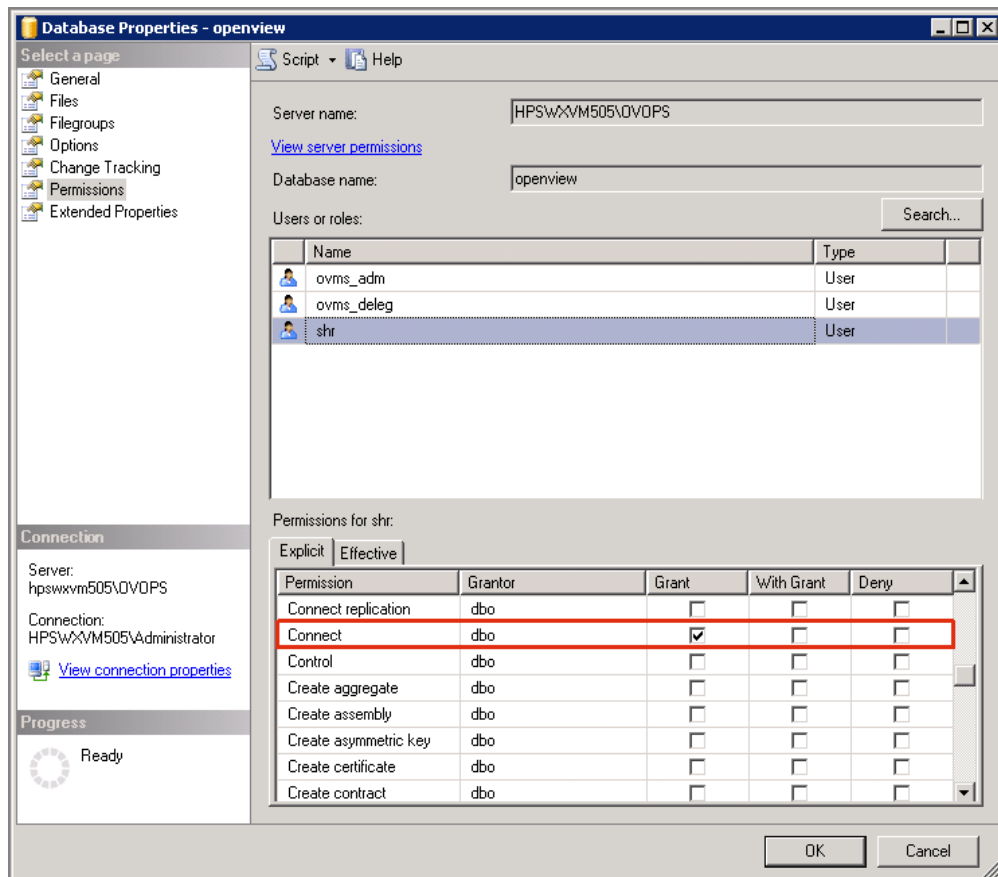 Database Properties - openview
Select a page
General
Files
Filegroups
Options
Change Tracking
Permissions
Extended Properties
Script Help
Server name: HPSWXVM505\OVOPS
View server permissions
Database name: openview
Users or roles: Search...
Name Type
ovms_adm User
ovms_deleg User
shr User
Permissions for shr:
Explicit Effective
Permission Grantor Grant With Grant Deny
Connect replication dbo
Connect dbo
Control dbo
Create aggregate dbo
Create assembly dbo
Create asymmetric key dbo
Create certificate dbo
Create contract dbo
Connection
Server:
hpswxvm505\OVOPS
Connection:
HPSWXVM505\Administrator
View connection properties
Progress
Ready
OK Cancel